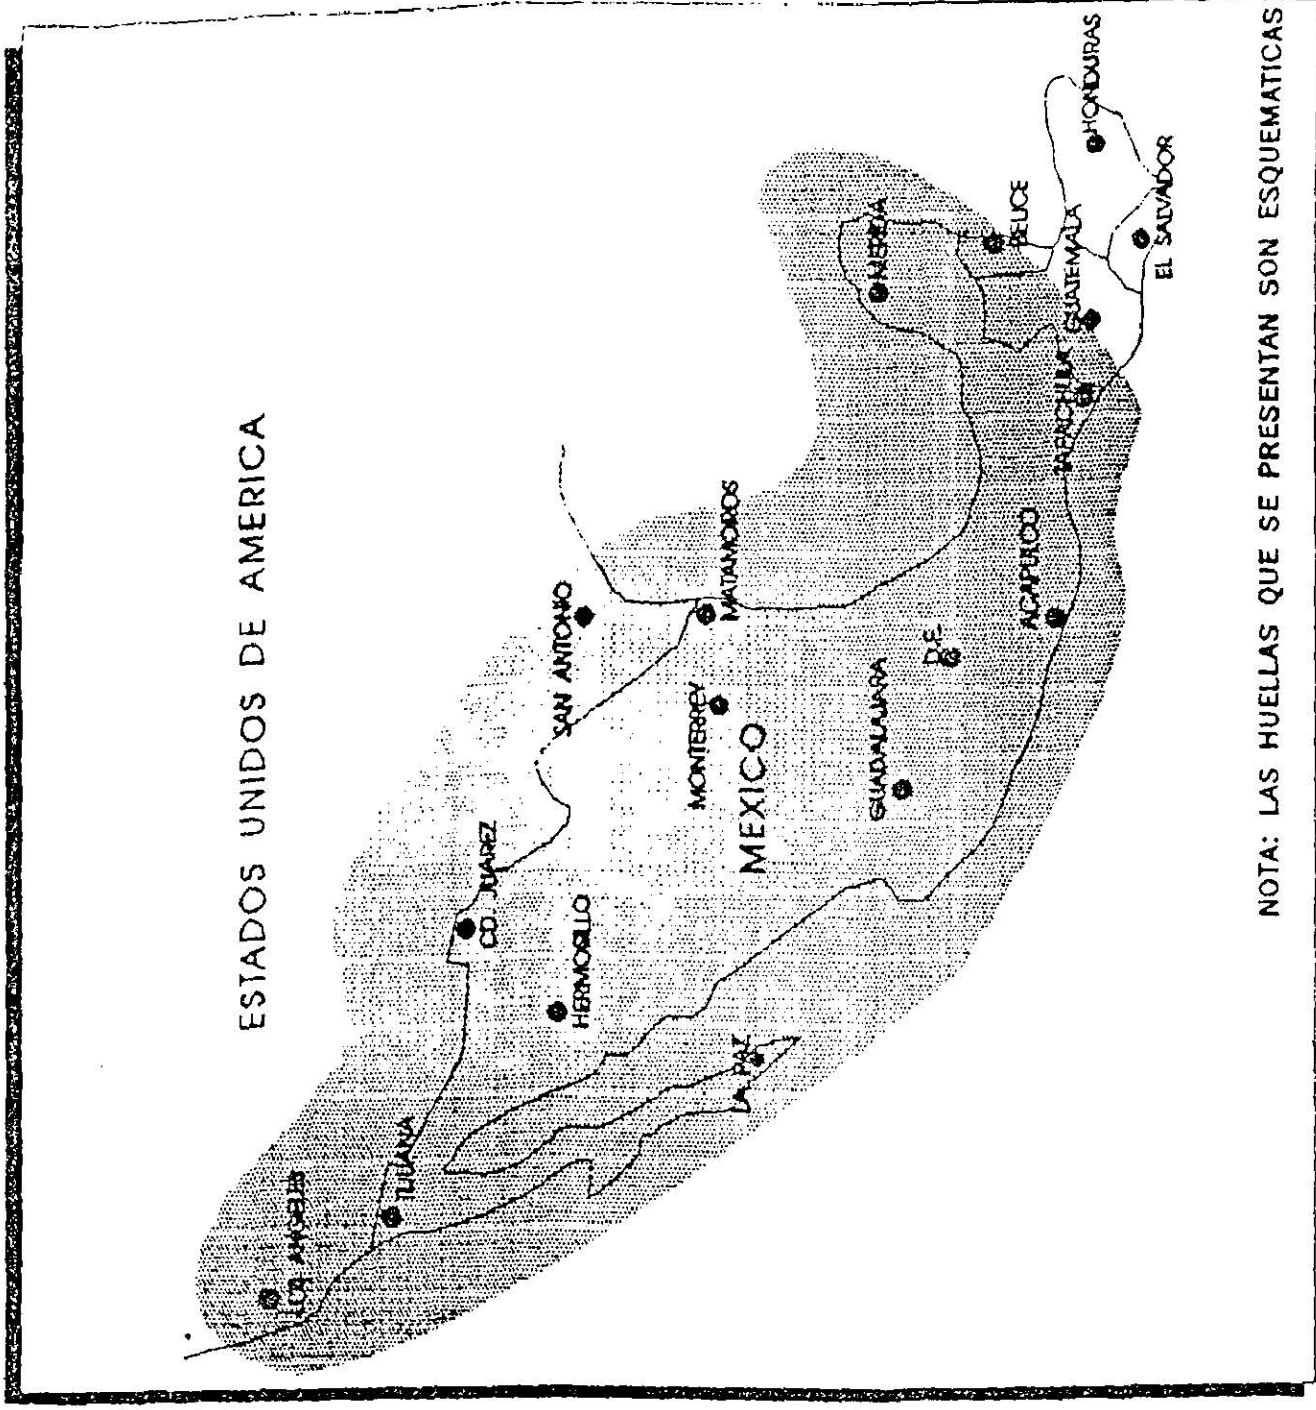 ESTADOS UNIDOS DE AMERICA
LOS ANGELES
TIJUANA
CD. JUAREZ
HERMOSILLO
SAN ANTONIO
MONTERREY
MATAMOROS
MEXICO
LA PAZ
GUADALAJARA
D.F.
MERIDA
ACAPULCO
BELICE
TAPACHULA
GUATEMALA
HONDURAS
EL SALVADOR
NOTA: LAS HUELLAS QUE SE PRESENTAN SON ESQUEMATICAS